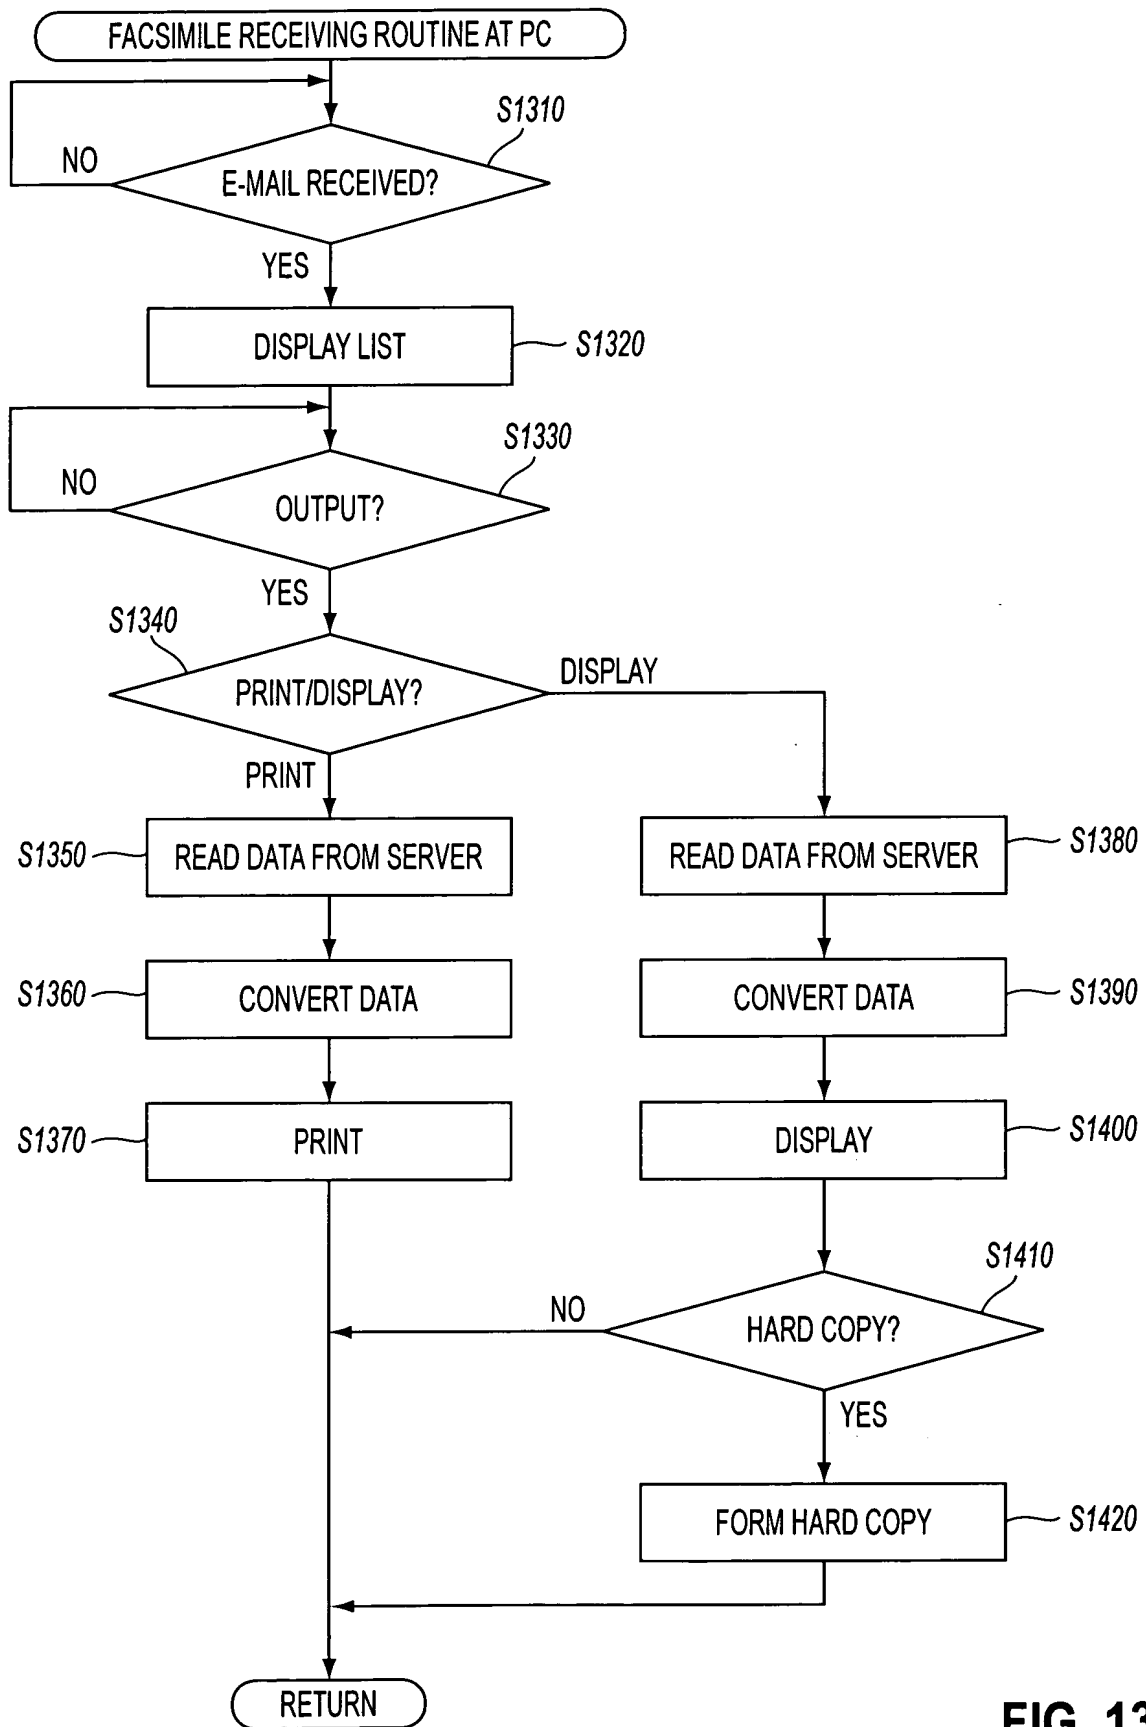 FACSIMILE RECEIVING ROUTINE AT PC
S1310
NO
E-MAIL RECEIVED?
YES
DISPLAY LIST
S1320
S1330
NO
OUTPUT?
YES
S1340
PRINT/DISPLAY?
DISPLAY
PRINT
S1350
READ DATA FROM SERVER
READ DATA FROM SERVER
S1380
S1360
CONVERT DATA
CONVERT DATA
S1390
S1370
PRINT
DISPLAY
S1400
S1410
NO
HARD COPY?
YES
FORM HARD COPY
S1420
RETURN
FIG. 13